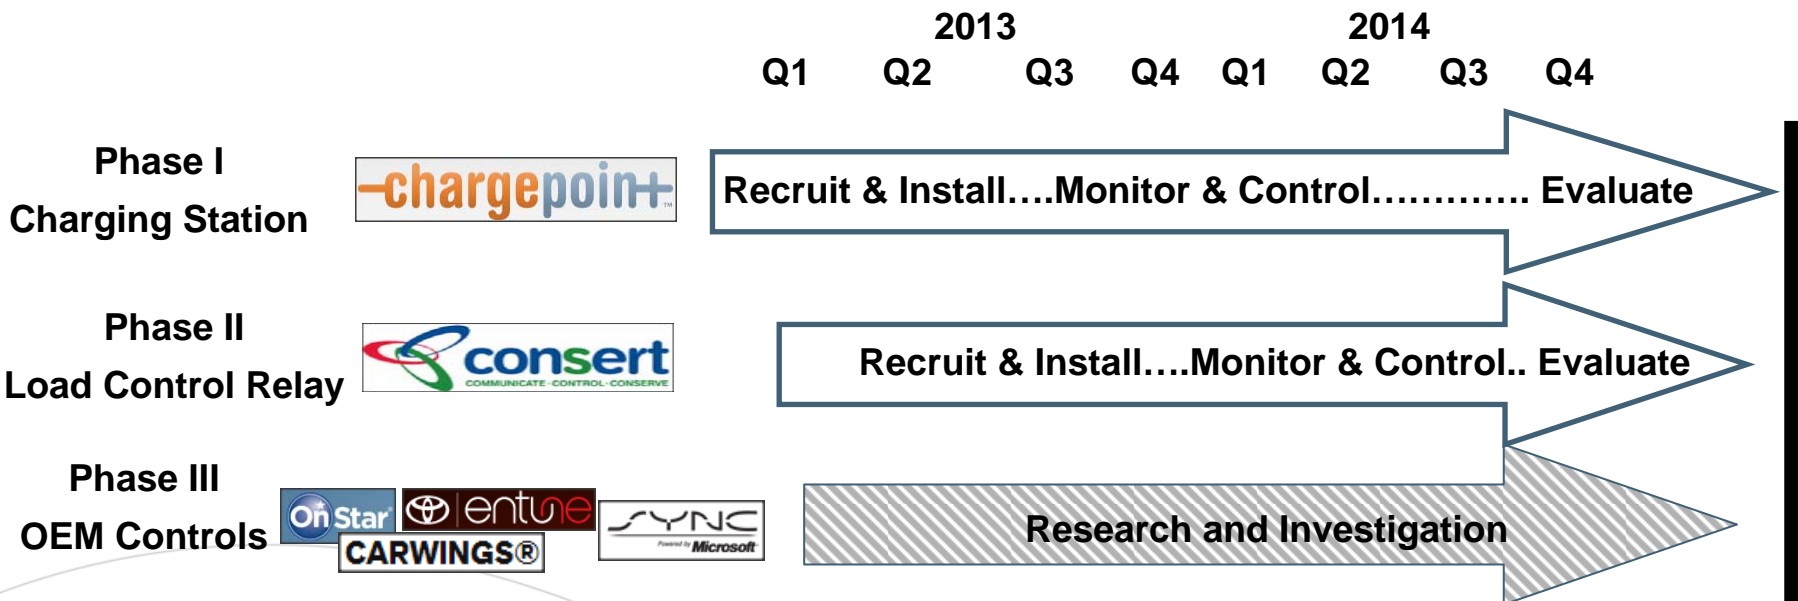 2013 2014
Q1 Q2 Q3 Q4 Q1 Q2 Q3 Q4
Phase I
Charging Station
chargepoint
TM
Recruit & Install....Monitor & Control.............. Evaluate
Phase II
Load Control Relay
consert
COMMUNICATE · CONTROL · CONSERVE
Recruit & Install....Monitor & Control.. Evaluate
Phase III
OEM Controls
OnStar
entune
SYNC
Powered by Microsoft
CARWINGS®
Research and Investigation